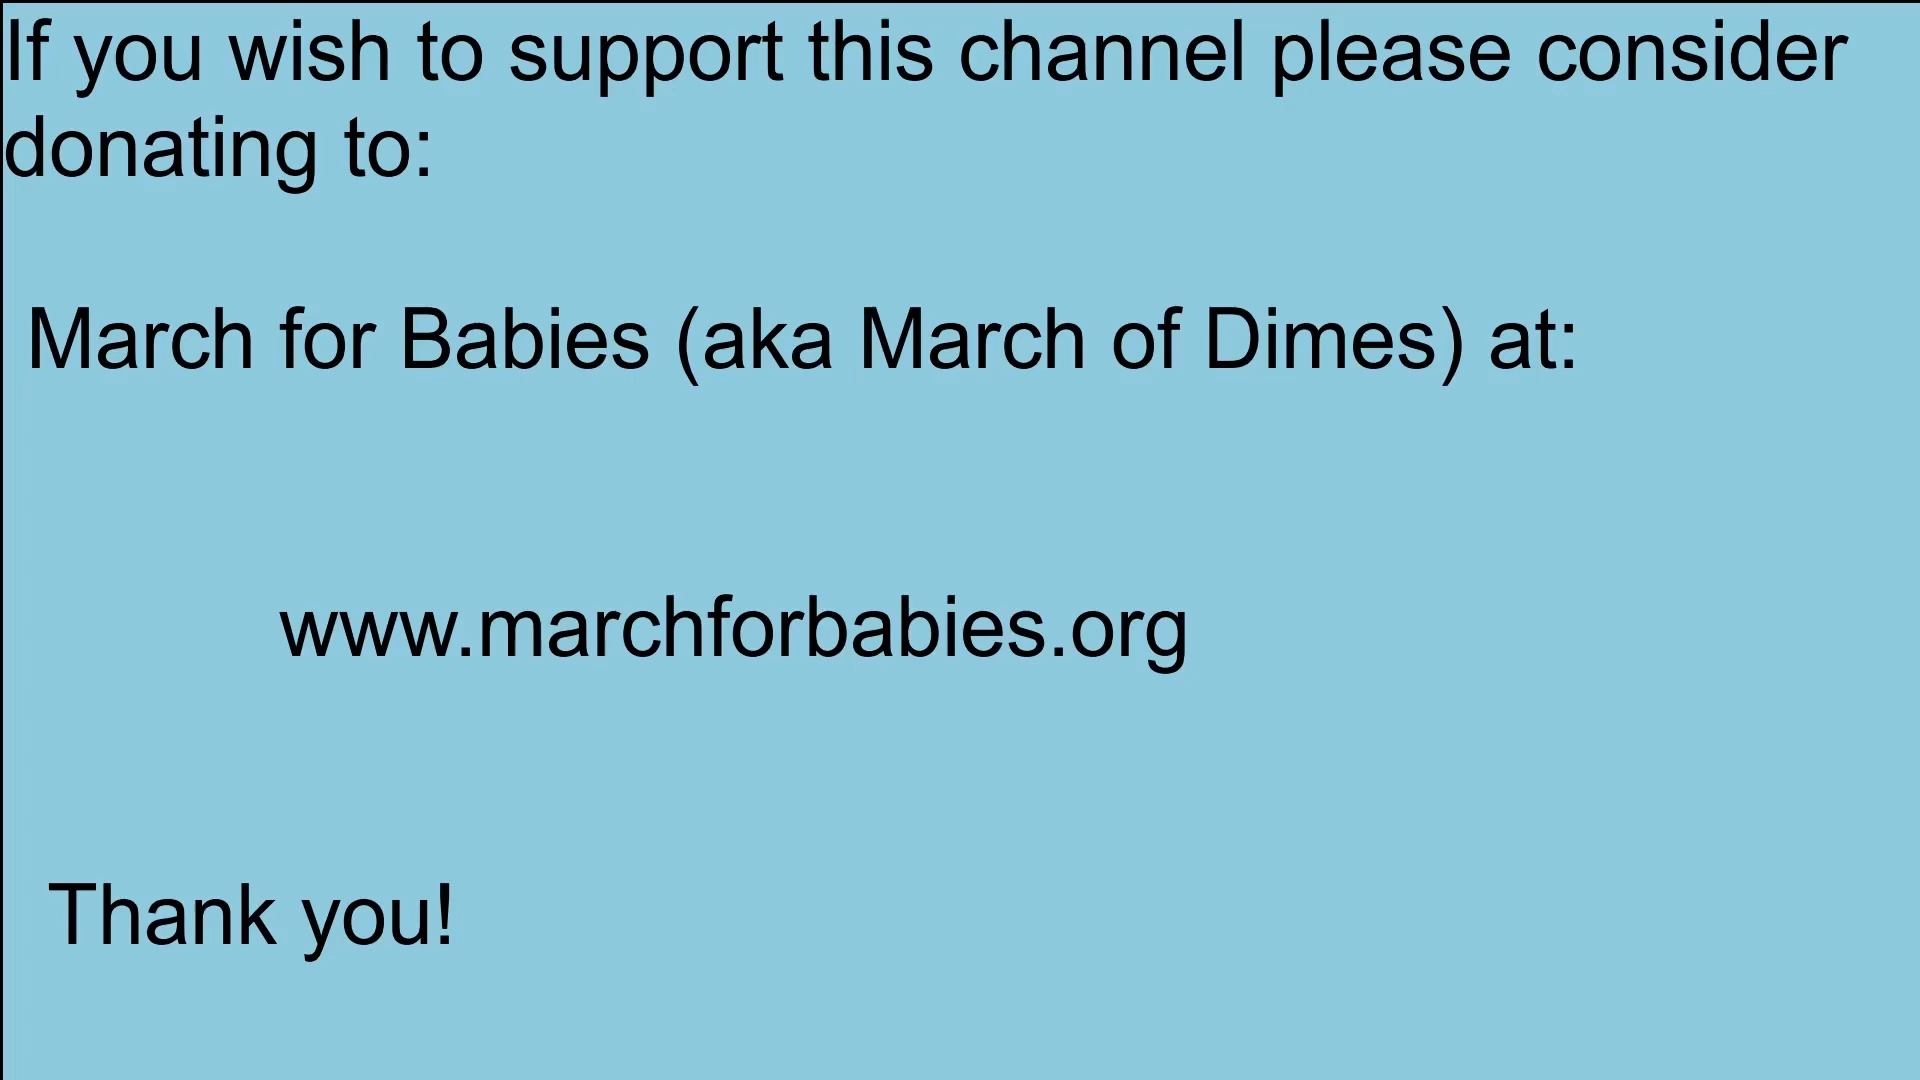 If you wish to support this channel please consider
donating to:
March for Babies (aka March of Dimes) at:
www.marchforbabies.org
Thank you!